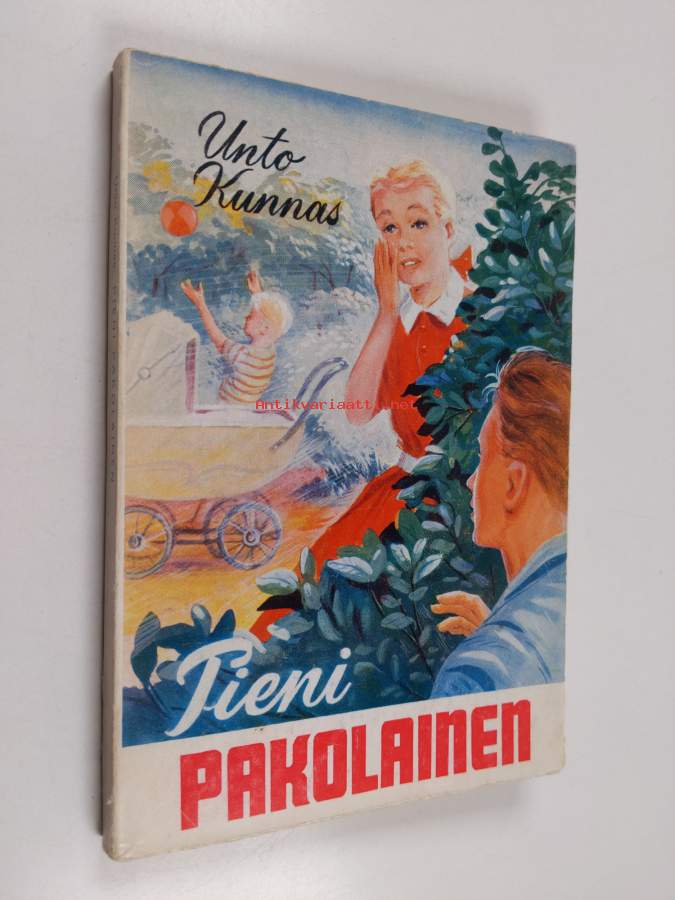 Unto
Kunnas
Antikvariaatti.net
Tieni
PAKOLAINEN